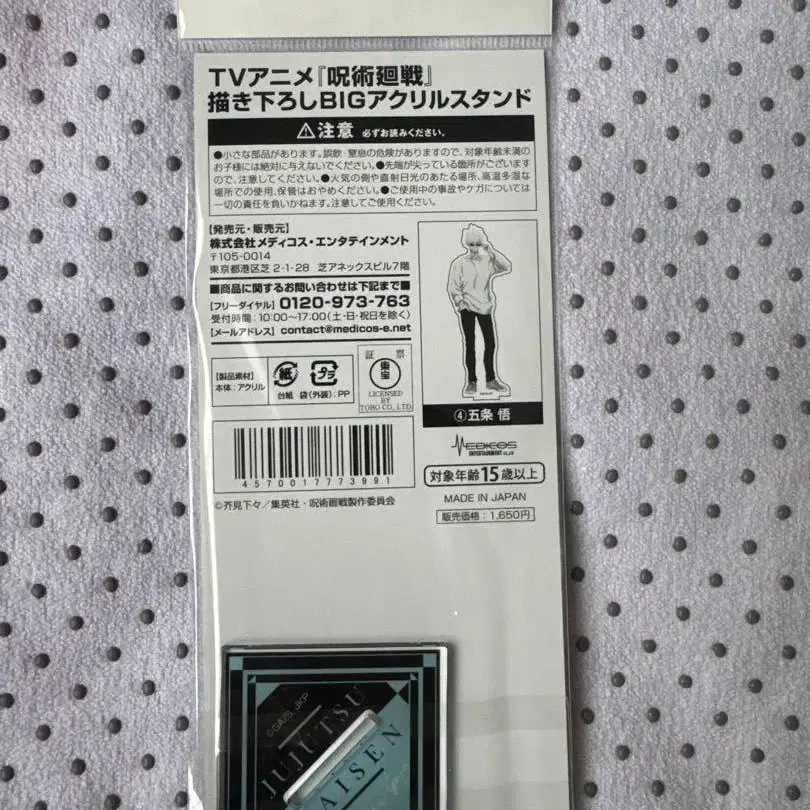 TVアニメ『呪術廻戦』
描き下ろしBIGアクリルスタンド
注意 必ずお読みください。
●小さな部品があります。誤飲・窒息の危険がありますので、対象年齢未満の
お子様には絶対に与えないでください。●先端が尖っている箇所がございます
ので、注意してください。●火気の側や直射日光のあたる場所、高温多湿な
場所での使用、保管はおやめください。●ご使用中の事故やケガについては
一切の責任を負いかねます。注意してご使用ください。
【発売元・販売元】
株式会社メディコス・エンタテインメント
〒105-0014
東京都港区芝2-1-28 芝アネックスビル7階
■商品に関するお問い合わせは下記まで■
【フリーダイヤル】0120-973-763
受付時間:10:00〜17:00(土・日・祝日を除く)
【メールアドレス】contact@medicos-e.net
【製品素材】
本体:アクリル
紙
台紙
プラ
袋(外装):PP
証票
東宝
LICENSED
BY
TOHO CO., LTD.
④五条 悟
MEDICOS
ENTERTAINMENT CO.,LTD
対象年齢15歳以上
MADE IN JAPAN
販売価格:1,650円
4570017773991
©芥見下々/集英社・呪術廻戦製作委員会
©GA/S, JKP
JUJUTSU
KAISEN